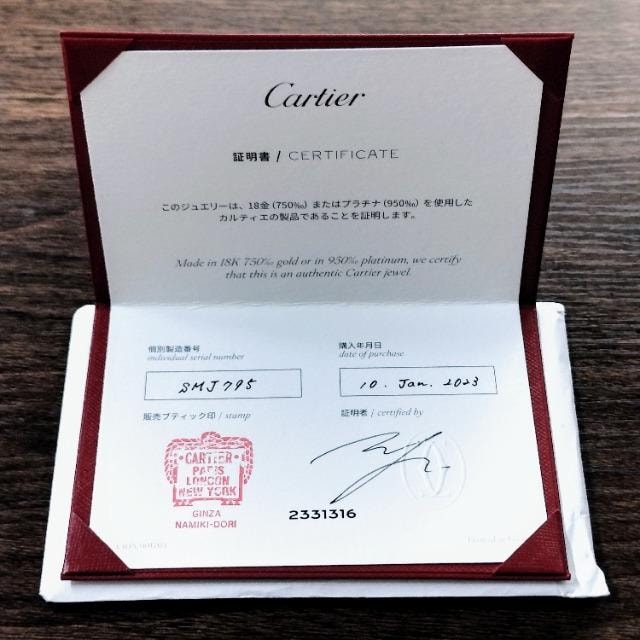 Cartier
証明書 / CERTIFICATE
このジュエリーは、18金(750‰) またはプラチナ(950‰) を使用した
カルティエの製品であることを証明します。
Made in 18K 750‰ gold or in 950‰ platinum, we certify
that this is an authentic Cartier jewel.
個別製造番号
individual serial number
SMJ795
購入年月日
date of purchase
10. Jan. 2023
販売ブティック印 / stamp
CARTIER
PARIS
LONDON
NEW YORK
GINZA
NAMIKI-DORI
証明者 / certified by
2331316
Printed in